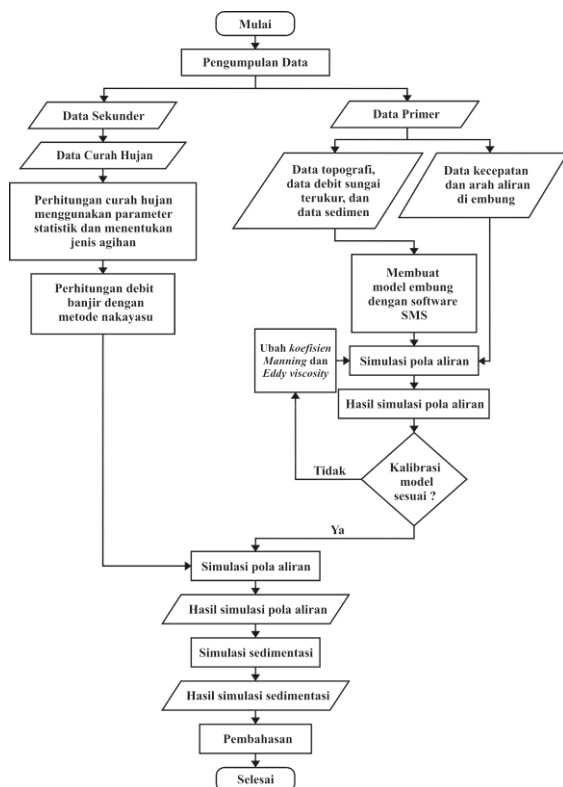 Mulai
Pengumpulan Data
Data Sekunder
Data Curah Hujan
Perhitungan curah hujan
menggunakan parameter
statistik dan menentukan
jenis agihan
Perhitungan debit
banjir dengan
metode nakayasu
Data Primer
Data topografi,
data debit sungai
terukur, dan
data sedimen
Data kecepatan
dan arah aliran
di embung
Membuat
model embung
dengan software
SMS
Ubah koefisien
Manning dan
Eddy viscosity
Simulasi pola aliran
Hasil simulasi pola aliran
Tidak
Kalibrasi
model
sesuai ?
Ya
Simulasi pola aliran
Hasil simulasi pola aliran
Simulasi sedimentasi
Hasil simulasi sedimentasi
Pembahasan
Selesai